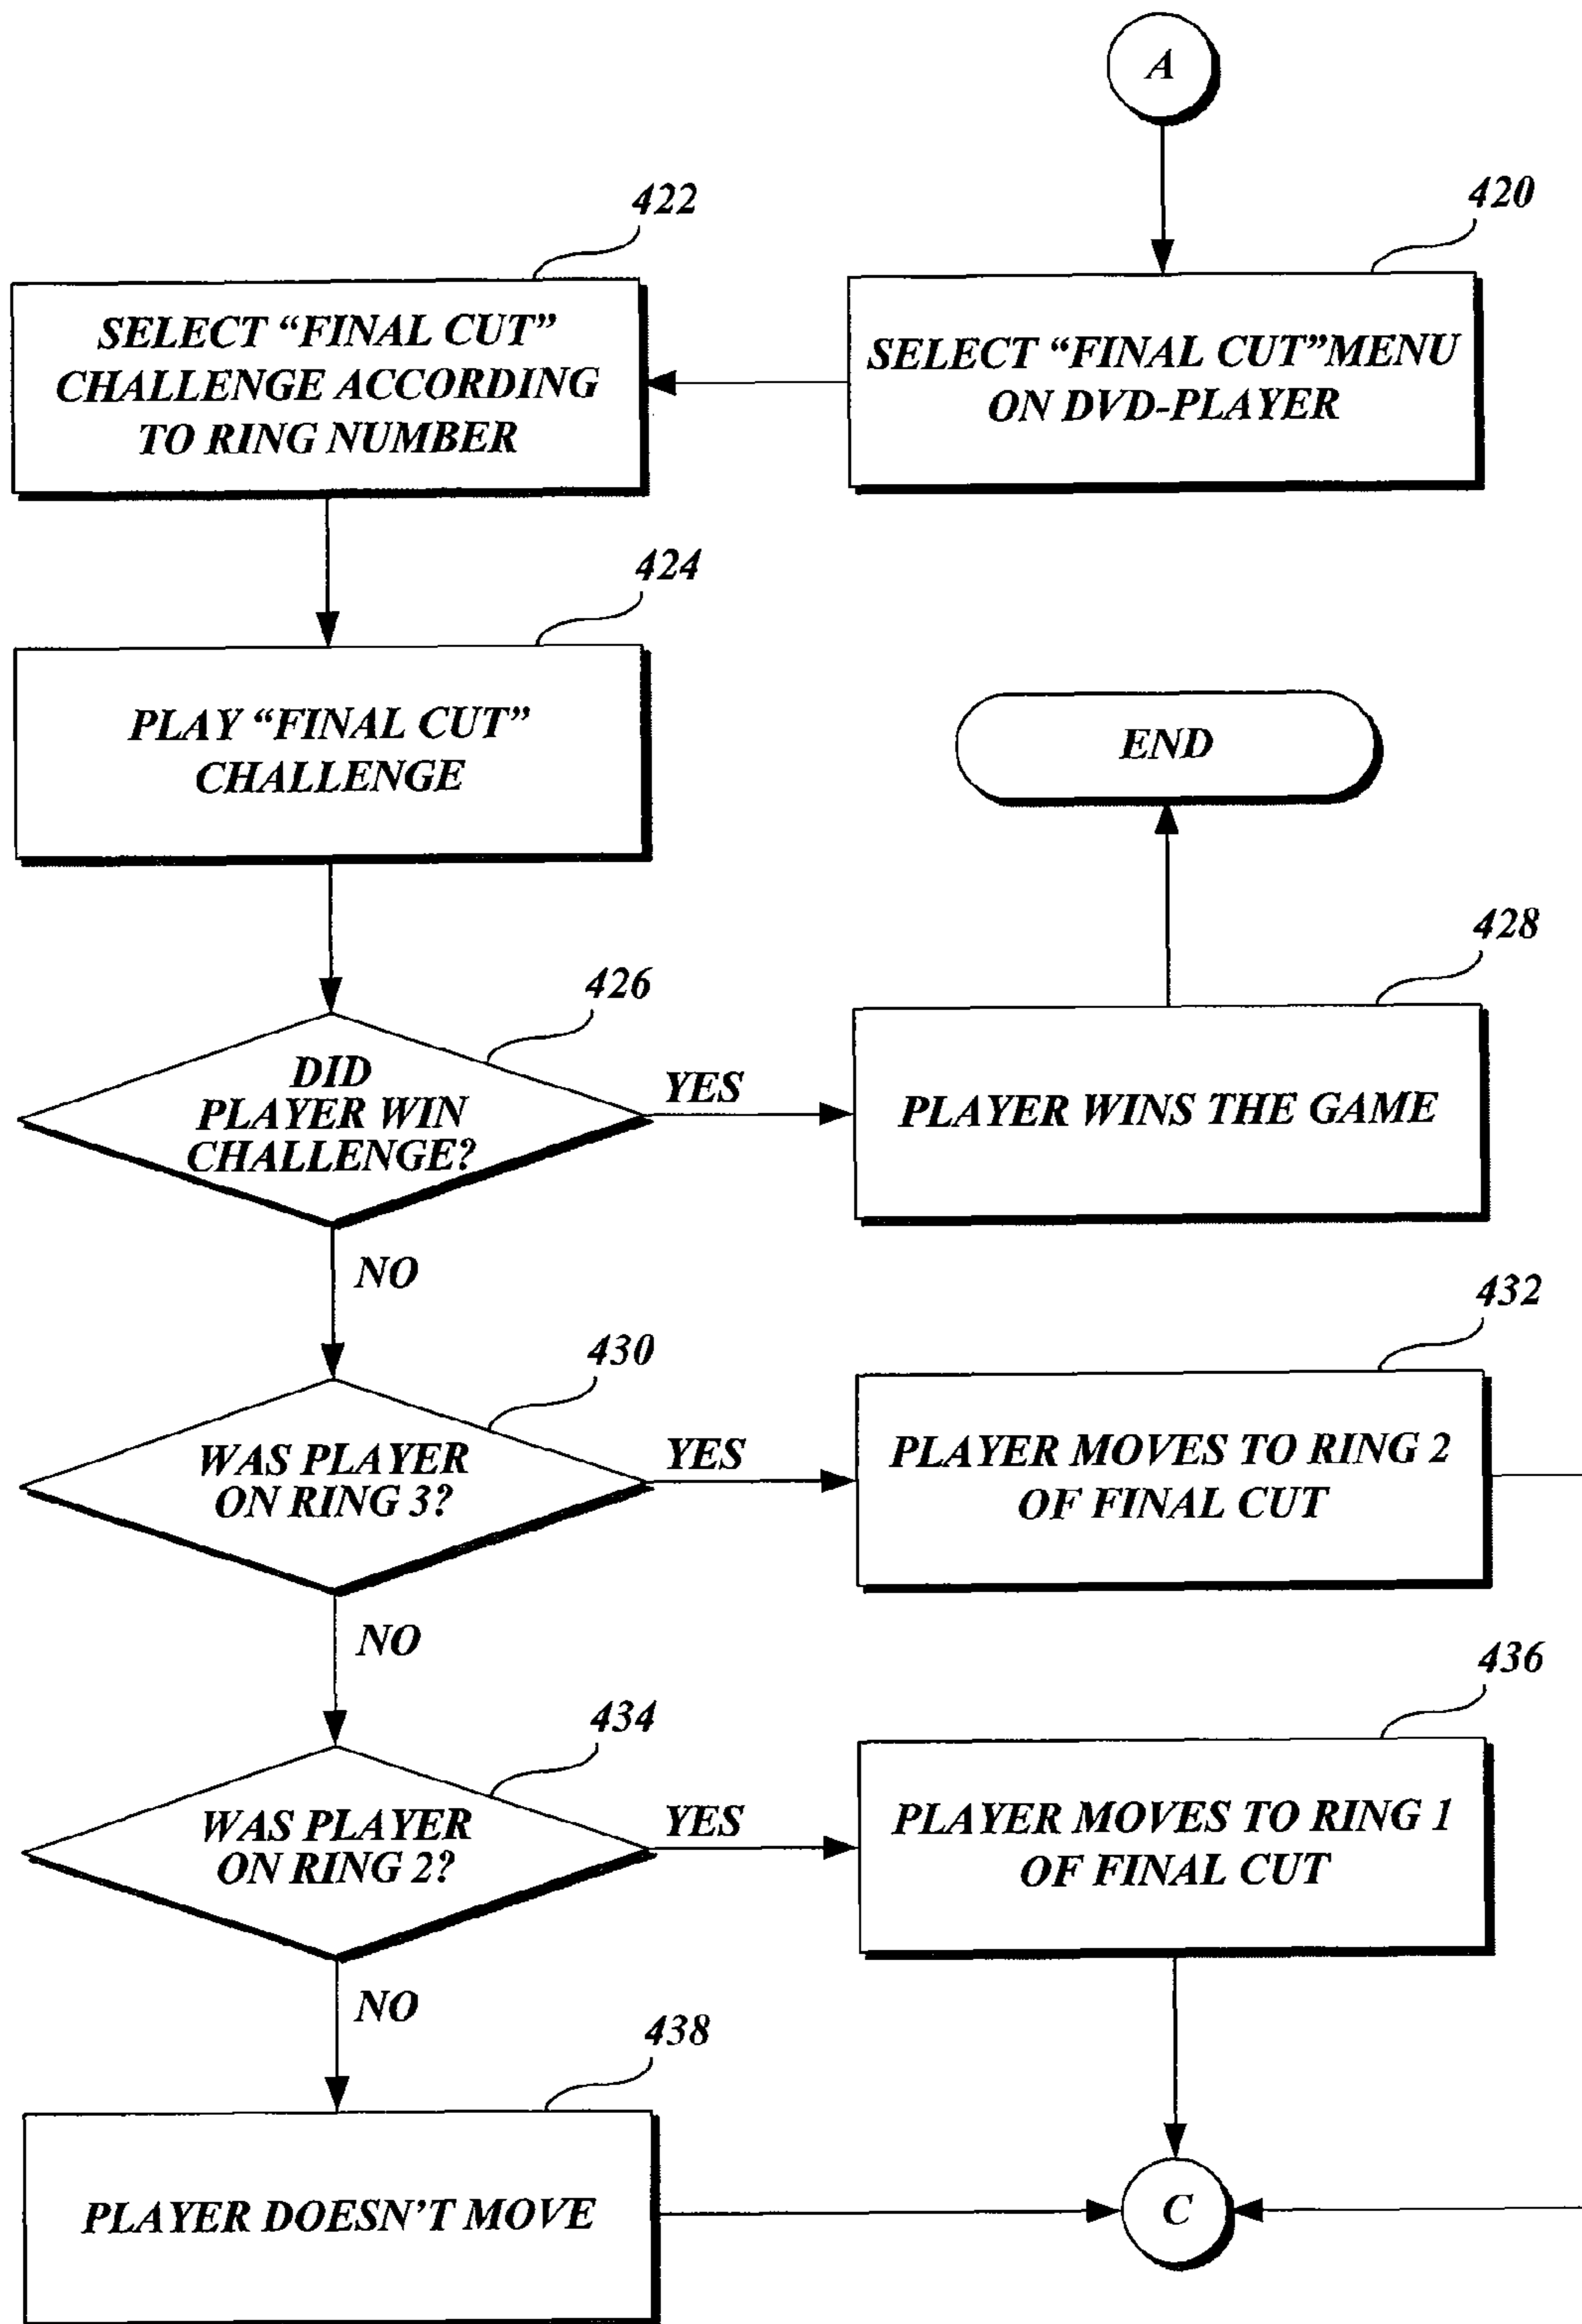 A
420
SELECT “FINAL CUT”MENU
ON DVD-PLAYER
422
SELECT “FINAL CUT”
CHALLENGE ACCORDING
TO RING NUMBER
424
PLAY “FINAL CUT”
CHALLENGE
END
426
DID
PLAYER WIN
CHALLENGE?
YES
428
PLAYER WINS THE GAME
NO
430
WAS PLAYER
ON RING 3?
YES
432
PLAYER MOVES TO RING 2
OF FINAL CUT
NO
434
WAS PLAYER
ON RING 2?
YES
436
PLAYER MOVES TO RING 1
OF FINAL CUT
NO
438
PLAYER DOESN'T MOVE
C